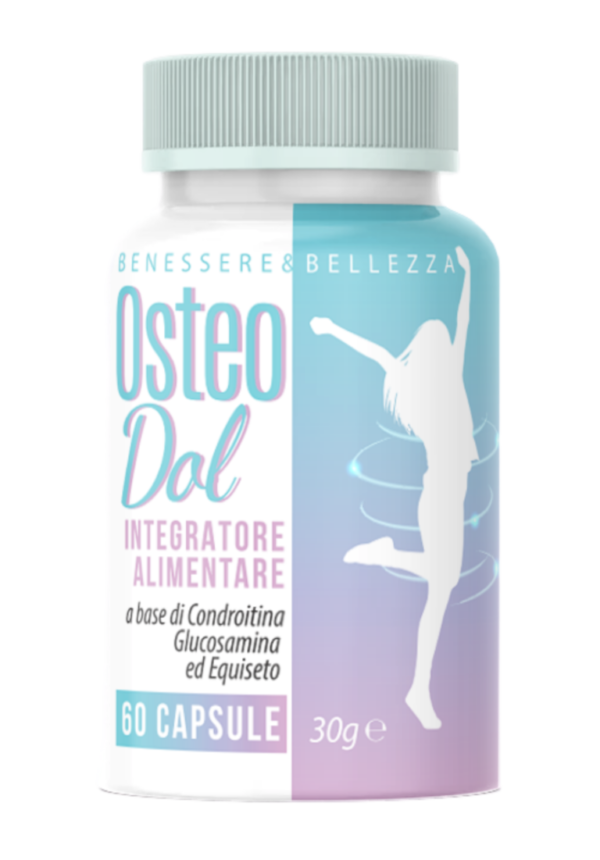 BENESSERE & BELLEZZA
Osteo
Dol
INTEGRATORE
ALIMENTARE
a base di Condroitina
Glucosamina
ed Equiseto
60 CAPSULE
30g ℮